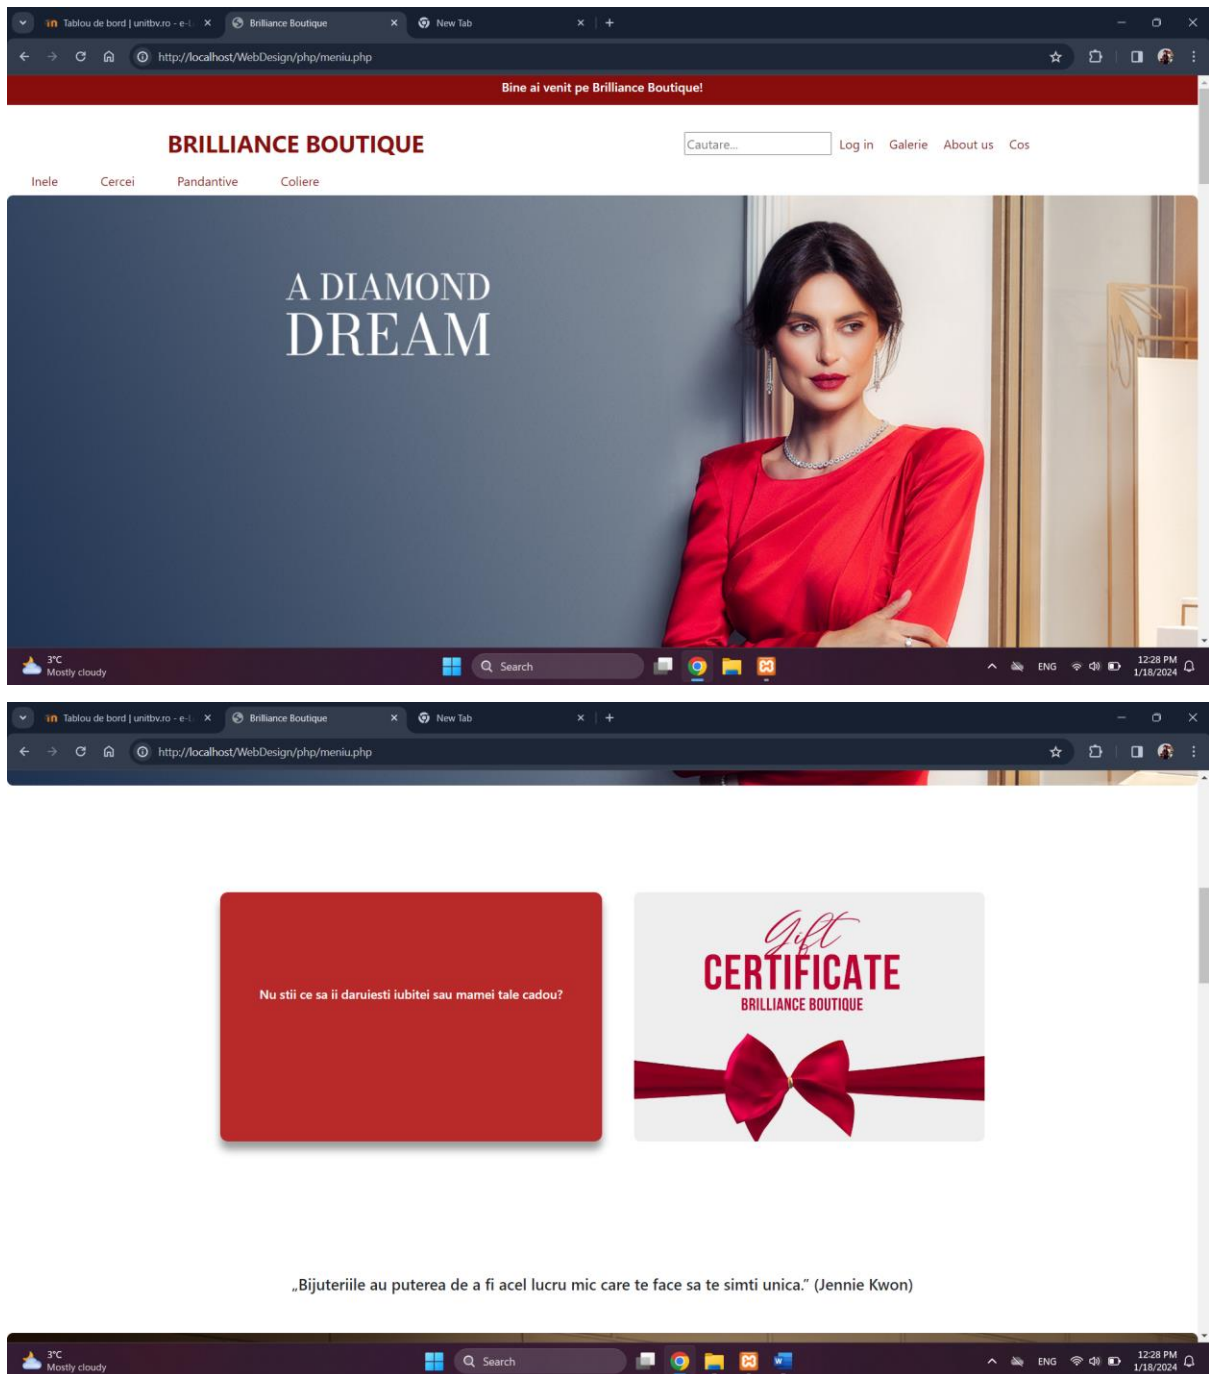 Tablou de bord | unitbv.ro - e-L
Brilliance Boutique
New Tab
http://localhost/WebDesign/php/meniu.php
Bine ai venit pe Brilliance Boutique!
BRILLIANCE BOUTIQUE
Cautare...
Log in
Galerie
About us
Cos
Inele
Cercei
Pandantive
Coliere
A DIAMOND
DREAM
3°C
Mostly cloudy
Search
ENG
12:28 PM
1/18/2024
Tablou de bord | unitbv.ro - e-L
Brilliance Boutique
New Tab
http://localhost/WebDesign/php/meniu.php
Nu stii ce sa ii daruiesti iubitei sau mamei tale cadou?
Gift
CERTIFICATE
BRILLIANCE BOUTIQUE
„Bijuteriile au puterea de a fi acel lucru mic care te face sa te simti unica.” (Jennie Kwon)
3°C
Mostly cloudy
Search
ENG
12:28 PM
1/18/2024